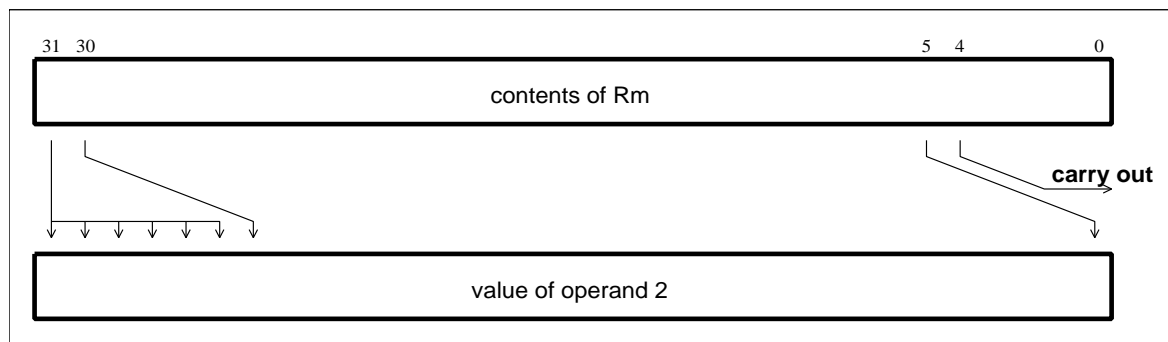 31 30 5 4 0
contents of Rm
carry out
value of operand 2